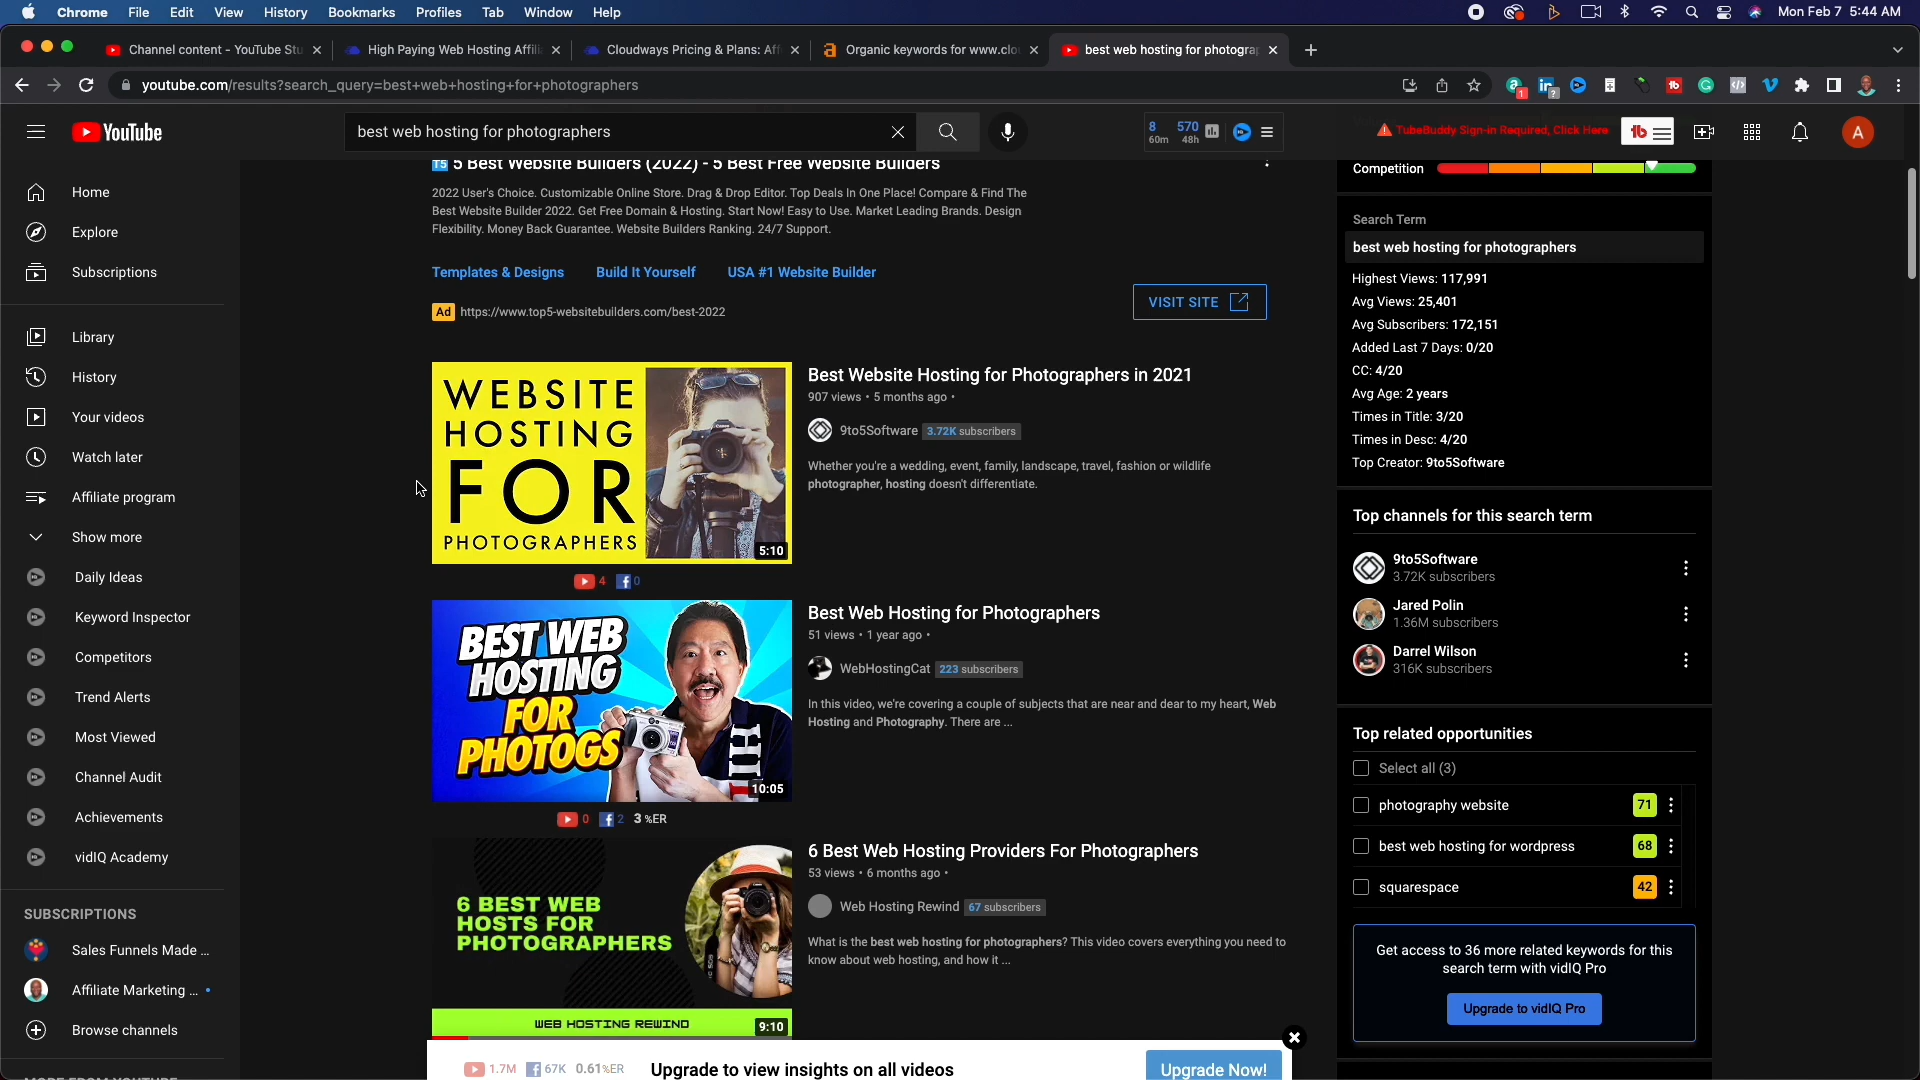 Chrome File Edit View History Bookmarks Profiles Tab Window Help
Mon Feb 7 5:44 AM
Channel content - YouTube Stu
High Paying Web Hosting Affili
Cloudways Pricing & Plans: Aff
Organic keywords for www.clou
best web hosting for photograp
youtube.com/results?search_query=best+web+hosting+for+photographers
YouTube
best web hosting for photographers
8 570
60m 48h
TubeBuddy Sign-in Required, Click Here
tb
A
Home
Explore
Subscriptions
Library
History
Your videos
Watch later
Affiliate program
Show more
Daily Ideas
Keyword Inspector
Competitors
Trend Alerts
Most Viewed
Channel Audit
Achievements
vidIQ Academy
SUBSCRIPTIONS
Sales Funnels Made ...
Affiliate Marketing ...
Browse channels
MORE FROM YOUTUBE
T5 5 Best Website Builders (2022) - 5 Best Free Website Builders
2022 User's Choice. Customizable Online Store. Drag & Drop Editor. Top Deals In One Place! Compare & Find The
Best Website Builder 2022. Get Free Domain & Hosting. Start Now! Easy to Use. Market Leading Brands. Design
Flexibility. Money Back Guarantee. Website Builders Ranking. 24/7 Support.
Templates & Designs Build It Yourself USA #1 Website Builder
Ad https://www.top5-websitebuilders.com/best-2022
VISIT SITE
WEBSITE
HOSTING
FOR
PHOTOGRAPHERS
Canon
5:10
4 0
Best Website Hosting for Photographers in 2021
907 views • 5 months ago •
9to5Software 3.72K subscribers
Whether you're a wedding, event, family, landscape, travel, fashion or wildlife
photographer, hosting doesn't differentiate.
BEST WEB
HOSTING
FOR
PHOTOGS
10:05
0 2 3 %ER
Best Web Hosting for Photographers
51 views • 1 year ago •
WebHostingCat 223 subscribers
In this video, we're covering a couple of subjects that are near and dear to my heart, Web
Hosting and Photography. There are ...
6 BEST WEB
HOSTS FOR
PHOTOGRAPHERS
EOS
WEB HOSTING REWIND
9:10
6 Best Web Hosting Providers For Photographers
53 views • 6 months ago •
Web Hosting Rewind 67 subscribers
What is the best web hosting for photographers? This video covers everything you need to
know about web hosting, and how it ...
1.7M 67K 0.61%ER Upgrade to view insights on all videos Upgrade Now!
Competition
Search Term
best web hosting for photographers
Highest Views: 117,991
Avg Views: 25,401
Avg Subscribers: 172,151
Added Last 7 Days: 0/20
CC: 4/20
Avg Age: 2 years
Times in Title: 3/20
Times in Desc: 4/20
Top Creator: 9to5Software
Top channels for this search term
9to5Software
3.72K subscribers
Jared Polin
1.36M subscribers
Darrel Wilson
316K subscribers
Top related opportunities
Select all (3)
photography website 71
best web hosting for wordpress 68
squarespace 42
Get access to 36 more related keywords for this
search term with vidIQ Pro
Upgrade to vidIQ Pro